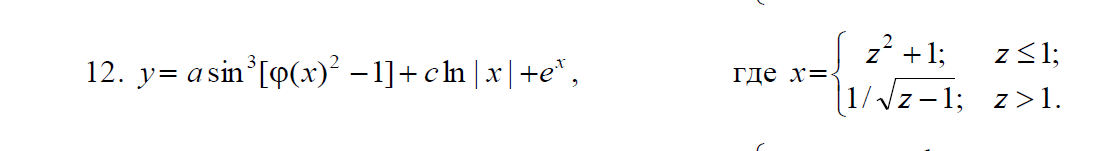 12. y = a sin³[φ(x)² − 1] + c ln | x | + eˣ, где x = { z² + 1; z ≤ 1;
1/√(z − 1); z > 1.